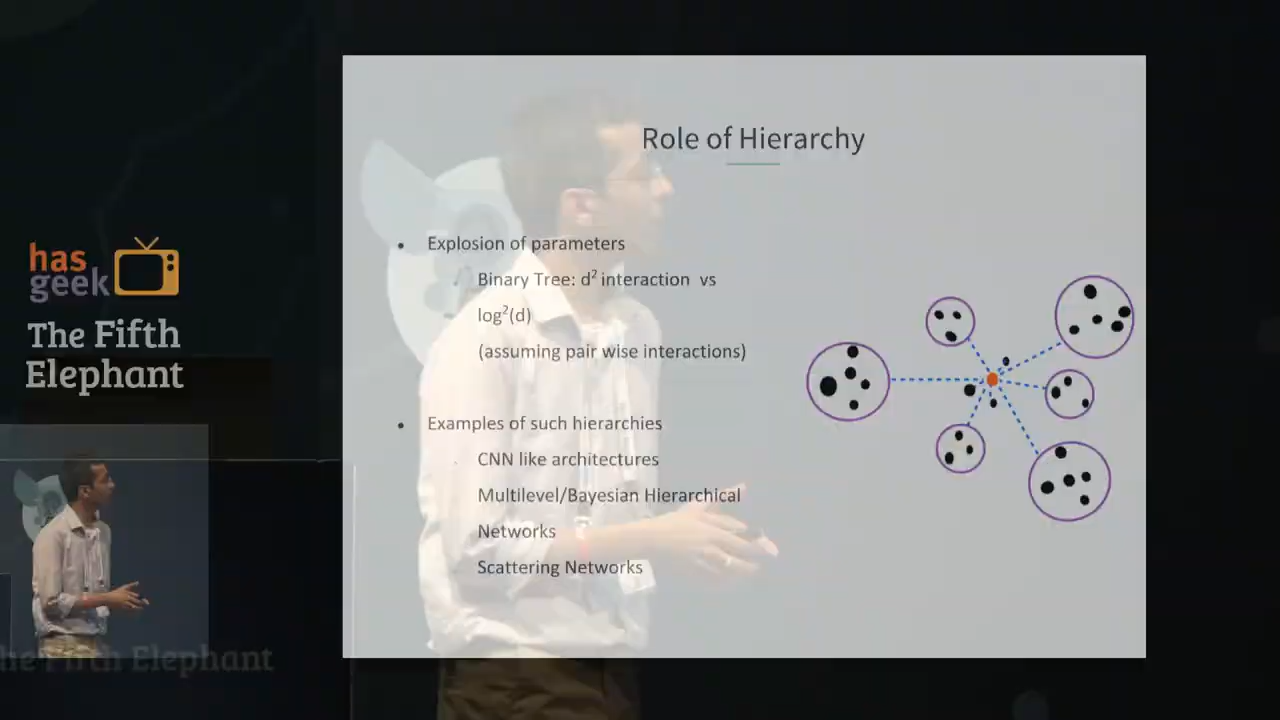 has
geek
The Fifth
Elephant
Role of Hierarchy
Explosion of parameters
Binary Tree: d² interaction vs
log²(d)
(assuming pair wise interactions)
Examples of such hierarchies
CNN like architectures
Multilevel/Bayesian Hierarchical
Networks
Scattering Networks
he Fifth Elephant